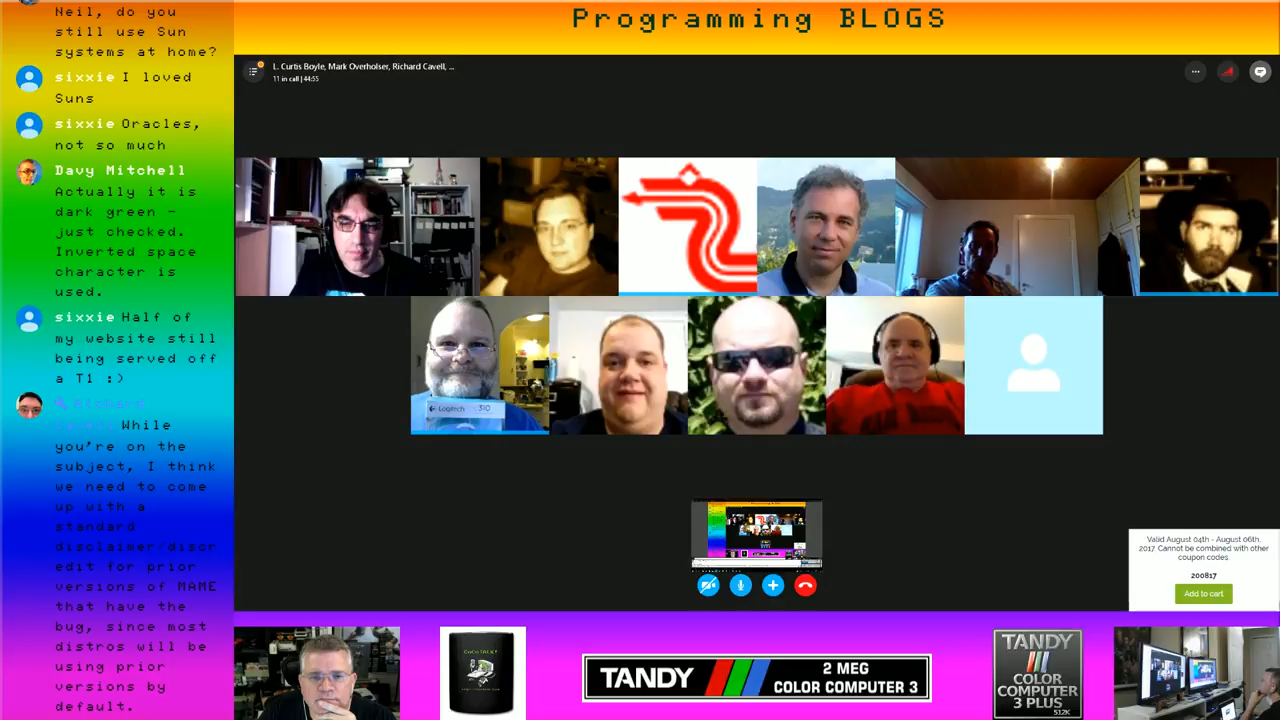 Programming BLOGS
Neil, do you
still use Sun
systems at home?
sixxie I loved
Suns
sixxie Oracles,
not so much
Davy Mitchell
Actually it is
dark green -
just checked.
Inverted space
character is
used.
sixxie Half of
my website still
being served off
a T1 :)
Richard
Cavell While
you're on the
subject, I think
we need to come
up with a
standard
disclaimer/discr
edit for prior
versions of MAME
that have the
bug, since most
distros will be
using prior
versions by
default.
L. Curtis Boyle, Mark Overholser, Richard Cavell, ...
11 in call | 44:55
Logitech 310
Valid August 04th - August 06th,
2017. Cannot be combined with other
coupon codes.
200817
Add to cart
CoCoTALK!
TANDY
2 MEG
COLOR COMPUTER 3
TANDY
COLOR
COMPUTER
3 PLUS
512K